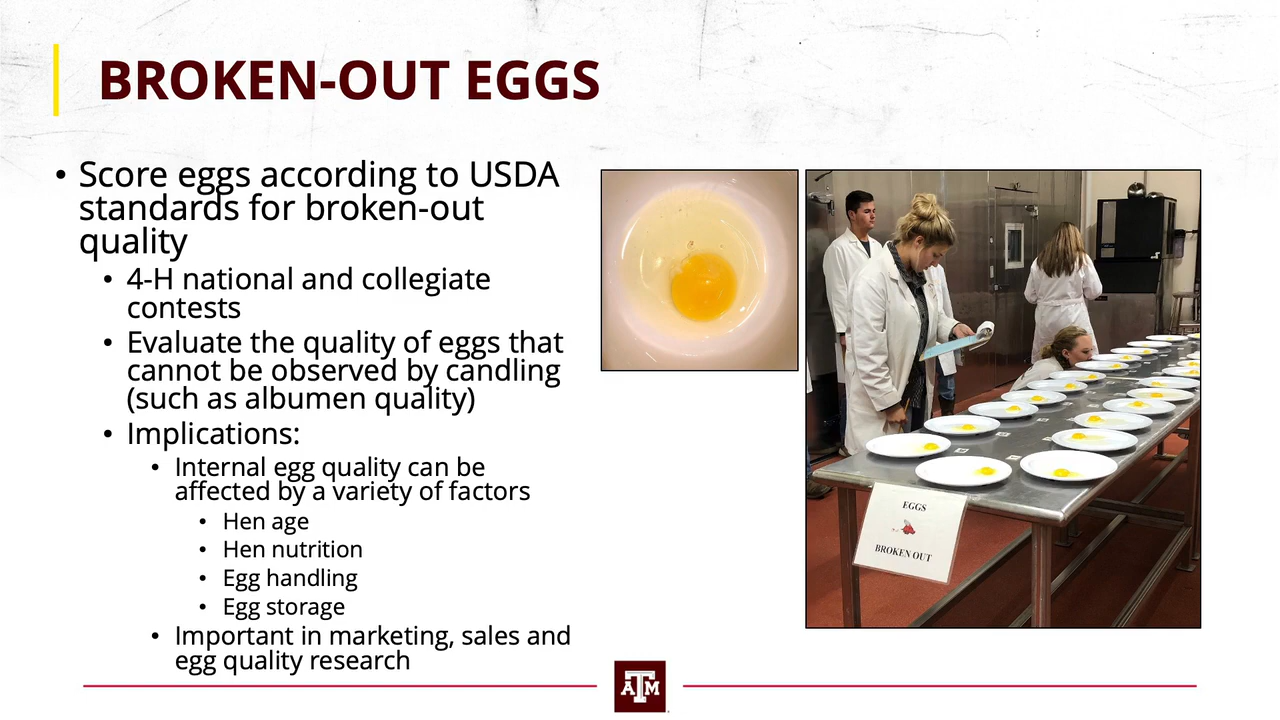 BROKEN-OUT EGGS
• Score eggs according to USDA
standards for broken-out
quality
• 4-H national and collegiate
contests
• Evaluate the quality of eggs that
cannot be observed by candling
(such as albumen quality)
• Implications:
• Internal egg quality can be
affected by a variety of factors
• Hen age
• Hen nutrition
• Egg handling
• Egg storage
• Important in marketing, sales and
egg quality research
EGGS
BROKEN OUT
ATM